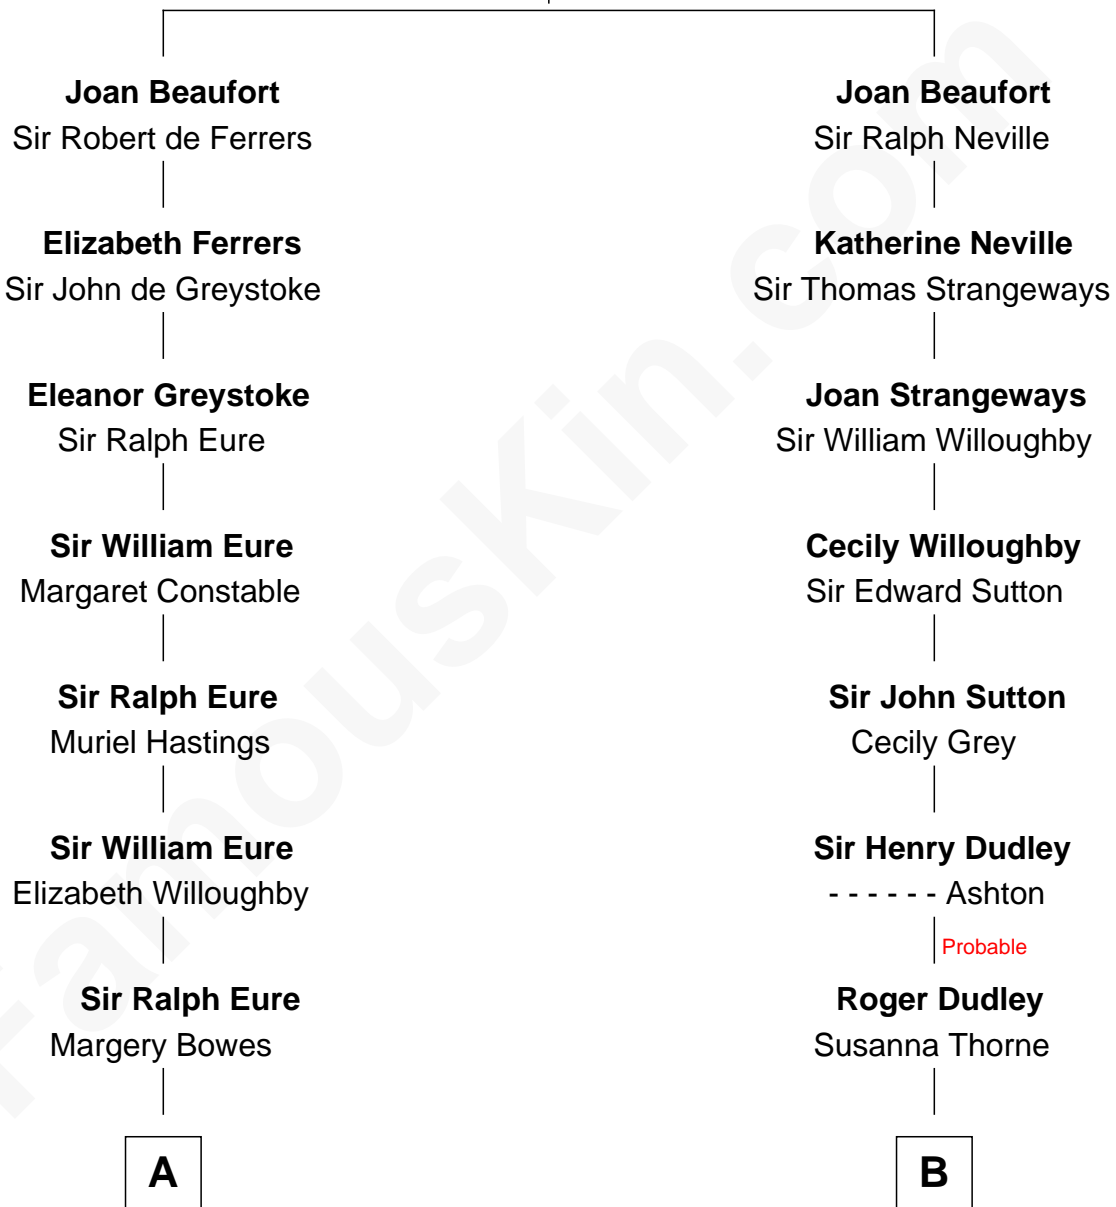 Joan Beaufort
Sir Robert de Ferrers
Elizabeth Ferrers
Sir John de Greystoke
Eleanor Greystoke
Sir Ralph Eure
Sir William Eure
Margaret Constable
Sir Ralph Eure
Muriel Hastings
Sir William Eure
Elizabeth Willoughby
Sir Ralph Eure
Margery Bowes
A
Joan Beaufort
Sir Ralph Neville
Katherine Neville
Sir Thomas Strangeways
Joan Strangeways
Sir William Willoughby
Cecily Willoughby
Sir Edward Sutton
Sir John Sutton
Cecily Grey
Sir Henry Dudley
- - - - - - Ashton
Probable
Roger Dudley
Susanna Thorne
B
FamousKin.com